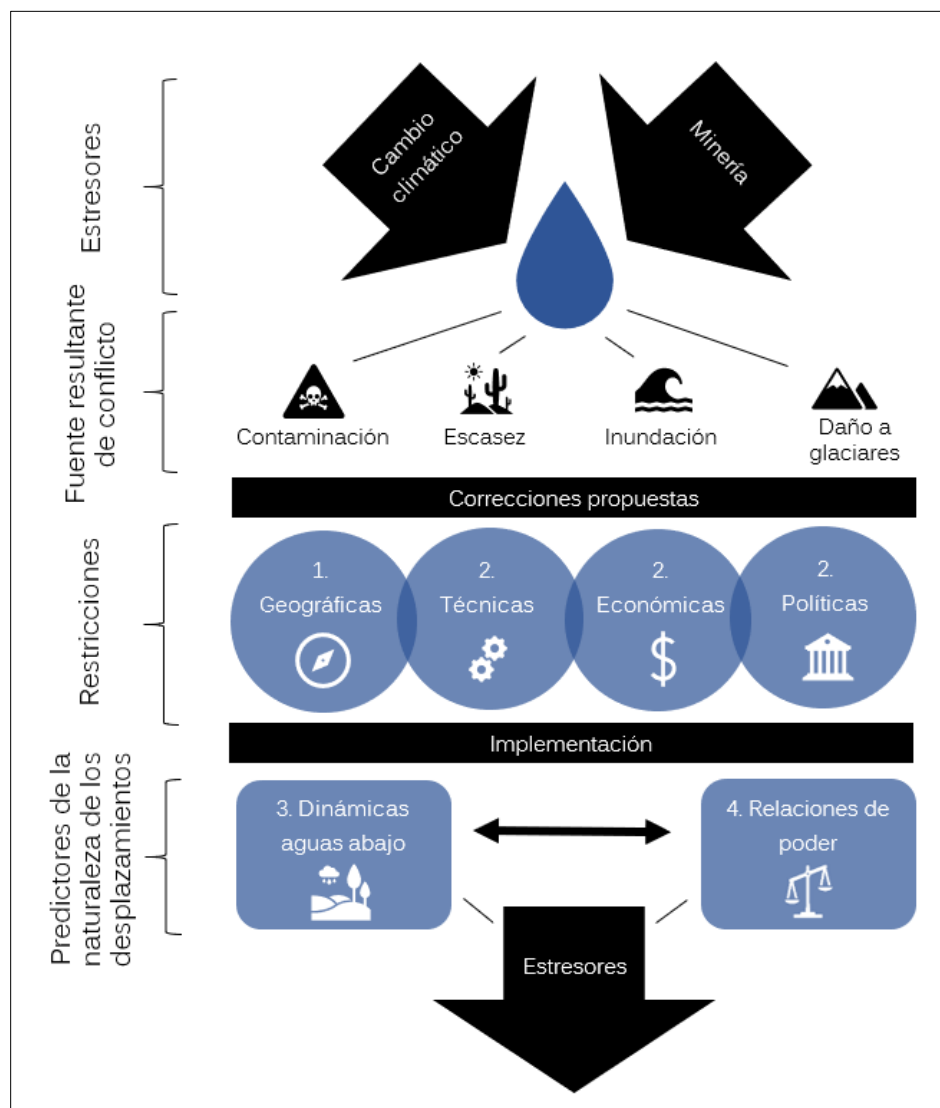 Estresores
Cambio
climático
Minería
Fuente resultante
de conflicto
Contaminación
Escasez
Inundación
Daño a
glaciares
Correcciones propuestas
Restricciones
1.
Geográficas
2.
Técnicas
2.
Económicas
2.
Políticas
Implementación
Predictores de la
naturaleza de los
desplazamientos
3. Dinámicas
aguas abajo
4. Relaciones de
poder
Estresores